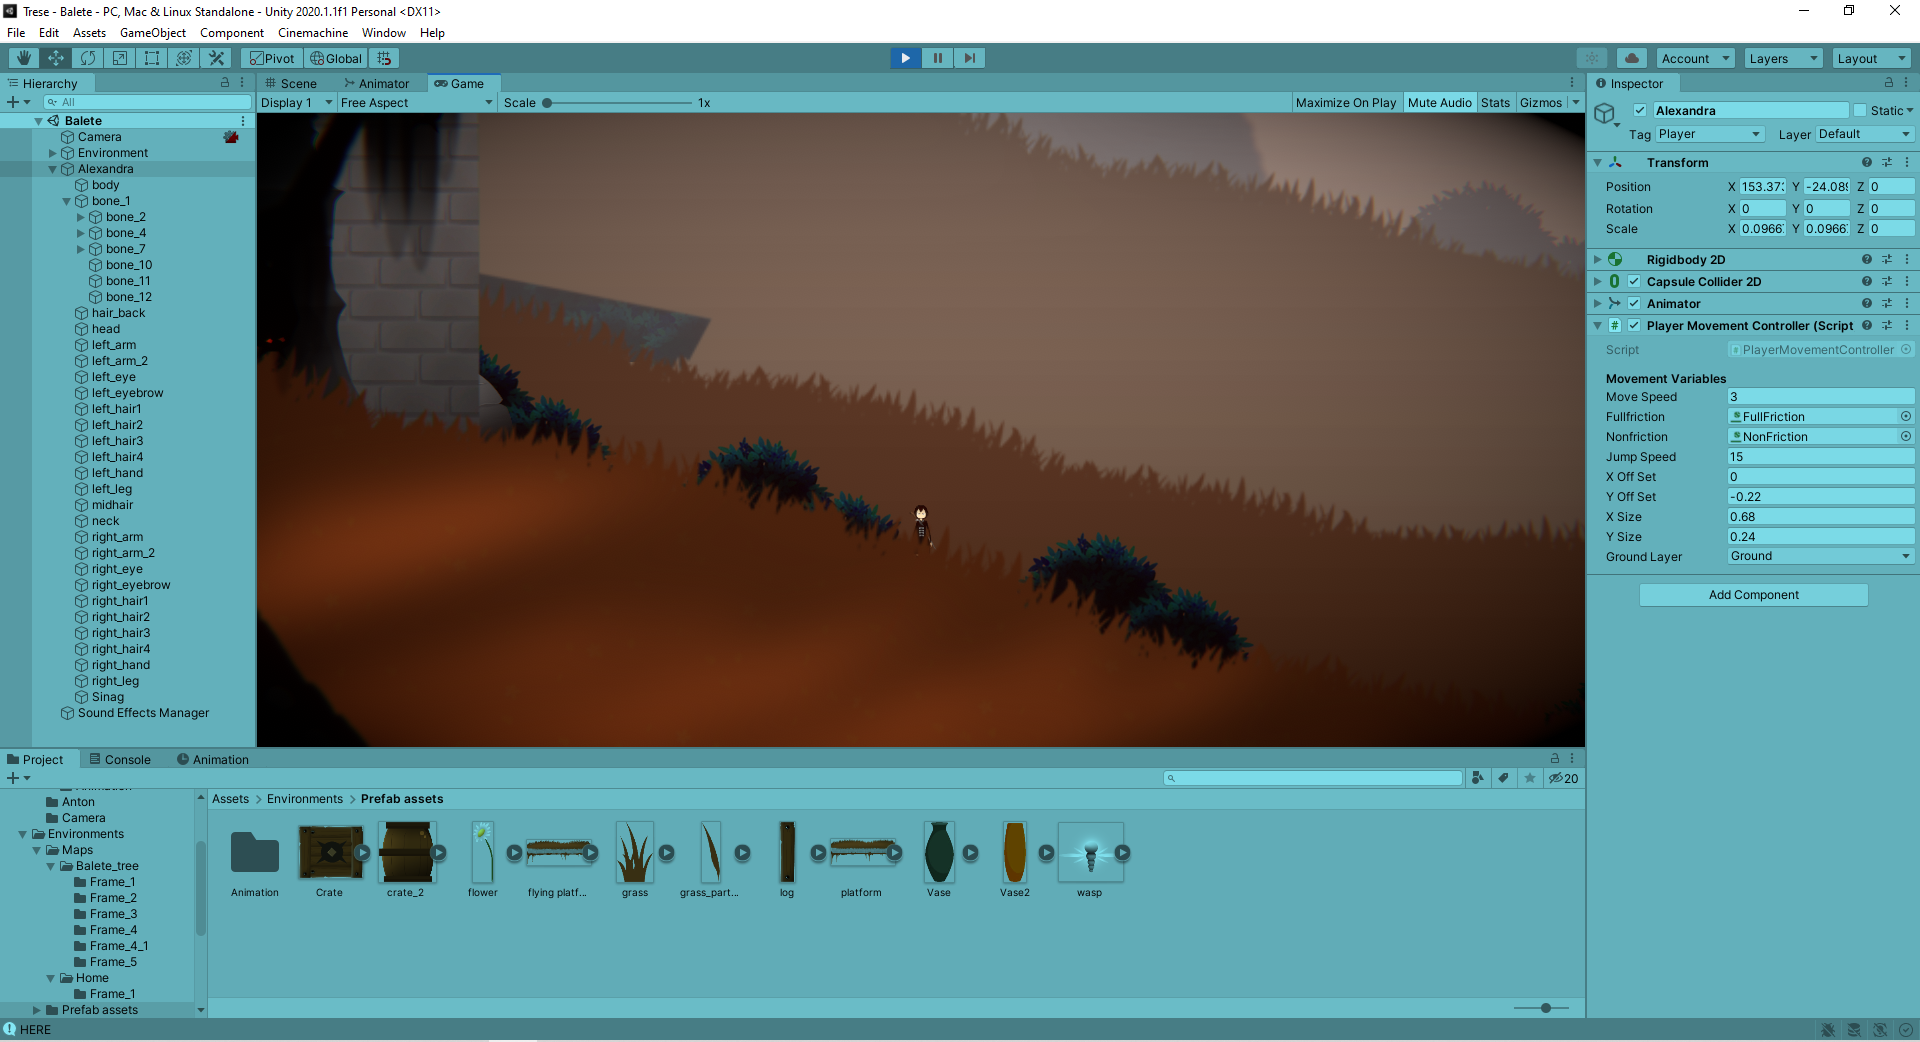 Trese - Balete - PC, Mac & Linux Standalone - Unity 2020.1.1f1 Personal <DX11>
File Edit Assets GameObject Component Cinemachine Window Help
Pivot Global Account Layers Layout
Hierarchy
All
Balete
Camera
Environment
Alexandra
body
bone_1
bone_2
bone_4
bone_7
bone_10
bone_11
bone_12
hair_back
head
left_arm
left_arm_2
left_eye
left_eyebrow
left_hair1
left_hair2
left_hair3
left_hair4
left_hand
left_leg
midhair
neck
right_arm
right_arm_2
right_eye
right_eyebrow
right_hair1
right_hair2
right_hair3
right_hair4
right_hand
right_leg
Sinag
Sound Effects Manager
Scene Animator Game
Display 1 Free Aspect Scale 1x Maximize On Play Mute Audio Stats Gizmos
Inspector
Alexandra Static
Tag Player Layer Default
Transform
Position X 153.37 Y -24.08 Z 0
Rotation X 0 Y 0 Z 0
Scale X 0.0966 Y 0.0966 Z 0
Rigidbody 2D
Capsule Collider 2D
Animator
# Player Movement Controller (Script
Script PlayerMovementController
Movement Variables
Move Speed 3
Fullfriction FullFriction
Nonfriction NonFriction
Jump Speed 15
X Off Set 0
Y Off Set -0.22
X Size 0.68
Y Size 0.24
Ground Layer Ground
Add Component
Project Console Animation
20
Anton
Camera
Environments
Maps
Balete_tree
Frame_1
Frame_2
Frame_3
Frame_4
Frame_4_1
Frame_5
Home
Frame_1
Prefab assets
Assets > Environments > Prefab assets
Animation Crate crate_2 flower flying platf... grass grass_part... log platform Vase Vase2 wasp
HERE